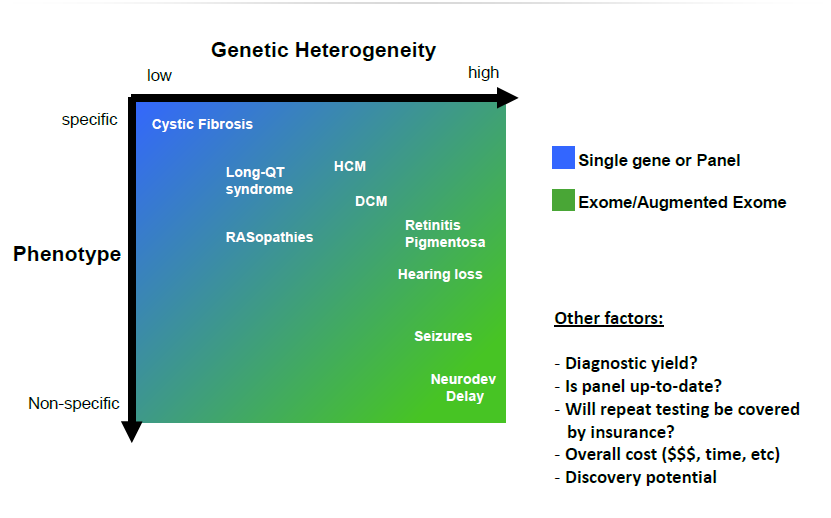 Genetic Heterogeneity
low
high
specific
Cystic Fibrosis
Long-QT
syndrome
HCM
DCM
RASopathies
Retinitis
Pigmentosa
Hearing loss
Seizures
Neurodev
Delay
Phenotype
Non-specific
Single gene or Panel
Exome/Augmented Exome
Other factors:
- Diagnostic yield?
- Is panel up-to-date?
- Will repeat testing be covered
by insurance?
- Overall cost ($$$, time, etc)
- Discovery potential